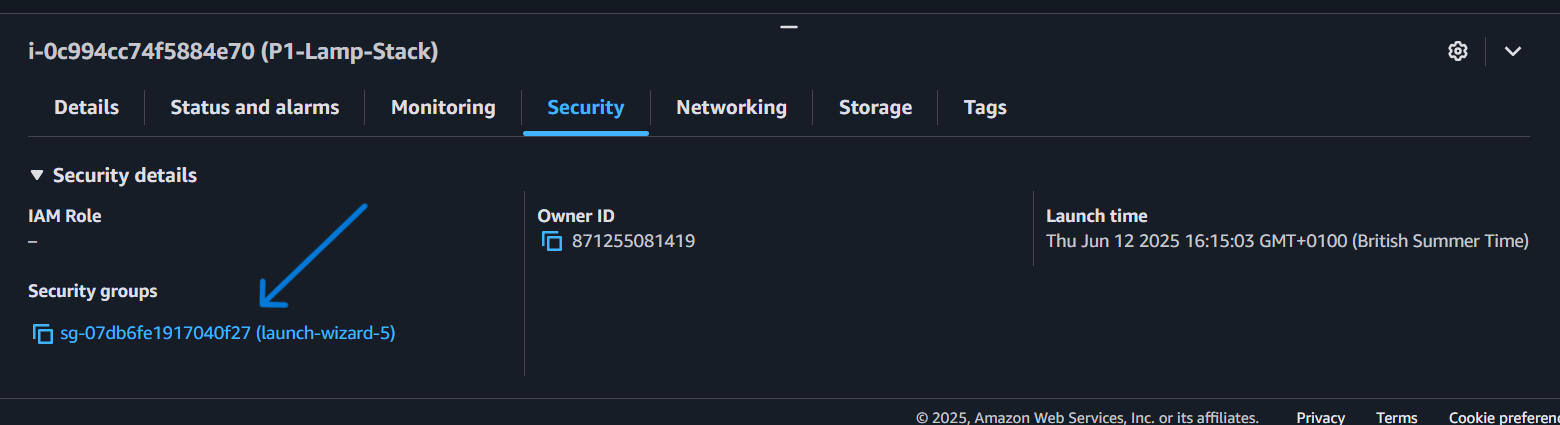 i-0c994cc74f5884e70 (P1-Lamp-Stack)
Details Status and alarms Monitoring Security Networking Storage Tags
Security details
IAM Role
–
Owner ID
871255081419
Launch time
Thu Jun 12 2025 16:15:03 GMT+0100 (British Summer Time)
Security groups
sg-07db6fe1917040f27 (launch-wizard-5)
© 2025, Amazon Web Services, Inc. or its affiliates. Privacy Terms Cookie preferen